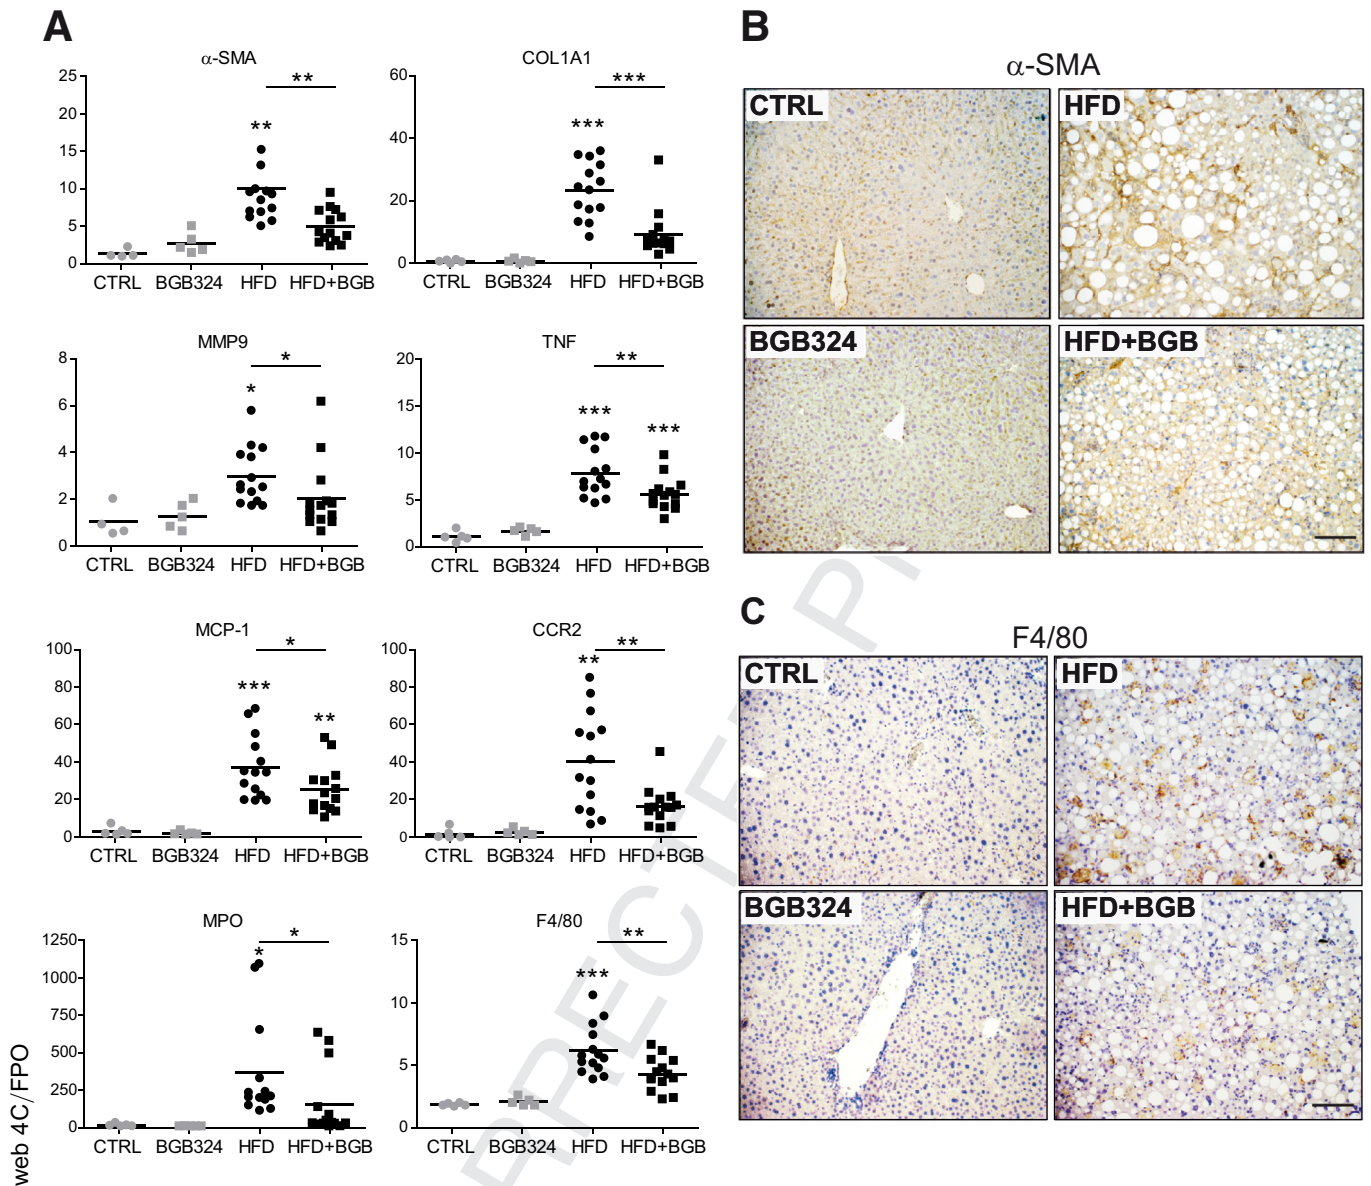 A
α-SMA
25
20
15
10
5
0
**
**
CTRL BGB324 HFD HFD+BGB
COL1A1
60
40
20
0
***
***
CTRL BGB324 HFD HFD+BGB
MMP9
8
6
4
2
0
*
*
CTRL BGB324 HFD HFD+BGB
TNF
20
15
10
5
0
**
***
***
CTRL BGB324 HFD HFD+BGB
MCP-1
100
80
60
40
20
0
*
***
**
CTRL BGB324 HFD HFD+BGB
CCR2
100
80
60
40
20
0
**
**
CTRL BGB324 HFD HFD+BGB
MPO
1250
1000
750
500
250
0
*
*
CTRL BGB324 HFD HFD+BGB
F4/80
15
10
5
0
**
***
CTRL BGB324 HFD HFD+BGB
web 4C/FPO
B
α-SMA
CTRL
HFD
BGB324
HFD+BGB
C
F4/80
CTRL
HFD
BGB324
HFD+BGB